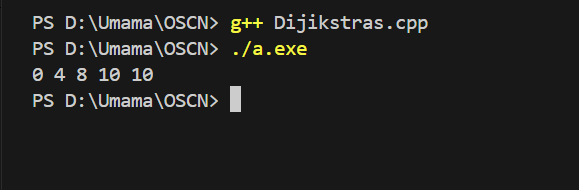 PS D:\Umama\OSCN> g++ Dijikstras.cpp
PS D:\Umama\OSCN> ./a.exe
0 4 8 10 10
PS D:\Umama\OSCN>